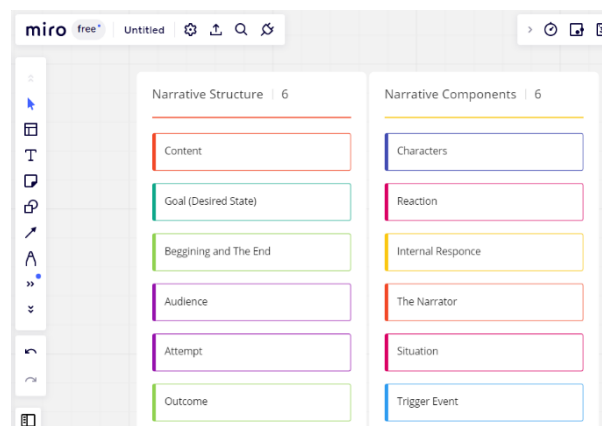 miro free Untitled
Narrative Structure 6
Content
Goal (Desired State)
Beggining and The End
Audience
Attempt
Outcome
Narrative Components 6
Characters
Reaction
Internal Responce
The Narrator
Situation
Trigger Event